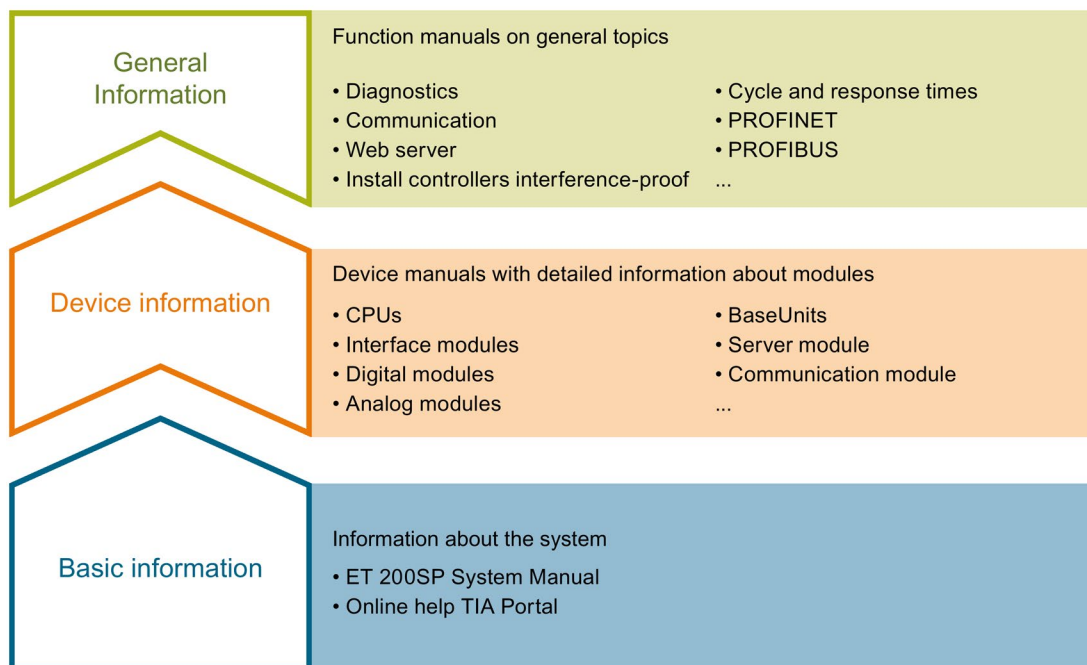 General
Information
Function manuals on general topics
• Diagnostics
• Communication
• Web server
• Install controllers interference-proof
• Cycle and response times
• PROFINET
• PROFIBUS
...
Device information
Device manuals with detailed information about modules
• CPUs
• Interface modules
• Digital modules
• Analog modules
• BaseUnits
• Server module
• Communication module
...
Basic information
Information about the system
• ET 200SP System Manual
• Online help TIA Portal